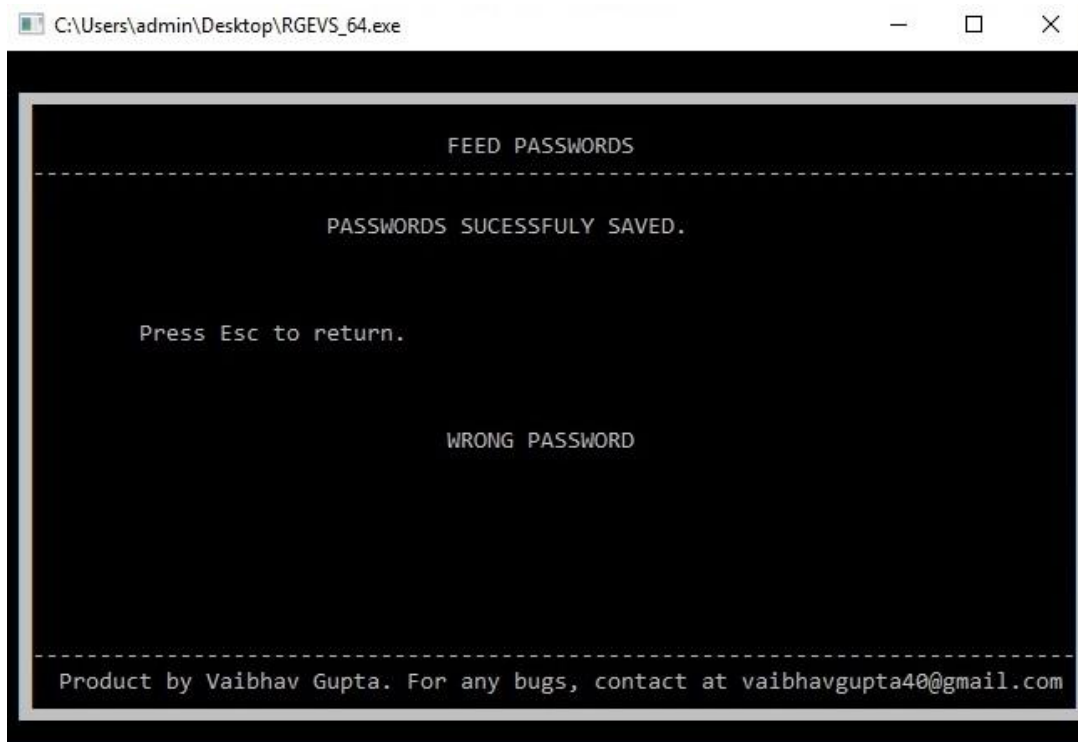 C:\Users\admin\Desktop\RGEVS_64.exe
FEED PASSWORDS
PASSWORDS SUCESSFULY SAVED.
Press Esc to return.
WRONG PASSWORD
Product by Vaibhav Gupta. For any bugs, contact at vaibhavgupta40@gmail.com